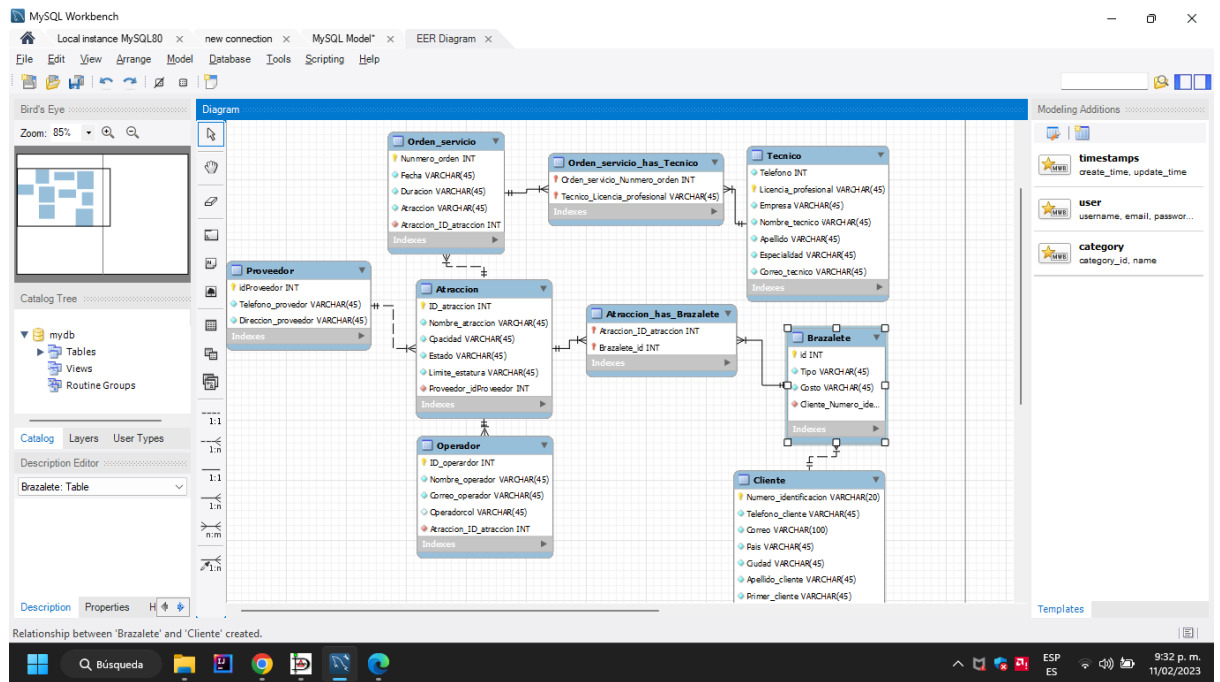 MySQL Workbench
Local instance MySQL80 × new connection × MySQL Model* × EER Diagram ×
File Edit View Arrange Model Database Tools Scripting Help
Bird's Eye
Zoom: 85%
Catalog Tree
mydb
Tables
Views
Routine Groups
Catalog Layers User Types
Description Editor
Brazalete: Table
Description Properties H
Diagram
1:1
1:n
1:1
1:n
n:m
1:n
Orden_servicio
Nunmero_orden INT
Fecha VARCHAR(45)
Duracion VARCHAR(45)
Atraccion VARCHAR(45)
Atraccion_ID_atraccion INT
Indexes
Orden_servicio_has_Tecnico
Orden_servicio_Nunmero_orden INT
Tecnico_Licencia_profesional VARCHAR(45)
Indexes
Tecnico
Telefono INT
Licencia_profesional VARCHAR(45)
Empresa VARCHAR(45)
Nombre_tecnico VARCHAR(45)
Apellido VARCHAR(45)
Especialidad VARCHAR(45)
Correo_tecnico VARCHAR(45)
Indexes
Proveedor
idProveedor INT
Telefono_provedor VARCHAR(45)
Direccion_proveedor VARCHAR(45)
Indexes
Atraccion
ID_atraccion INT
Nombre_atraccion VARCHAR(45)
Cpacidad VARCHAR(45)
Estado VARCHAR(45)
Limite_estatura VARCHAR(45)
Proveedor_idProveedor INT
Indexes
Atraccion_has_Brazalete
Atraccion_ID_atraccion INT
Brazalete_id INT
Indexes
Brazalete
id INT
Tipo VARCHAR(45)
Costo VARCHAR(45)
Cliente_Numero_ide...
Indexes
Operador
ID_operardor INT
Nombre_operador VARCHAR(45)
Correo_operador VARCHAR(45)
Operadorcol VARCHAR(45)
Atraccion_ID_atraccion INT
Indexes
Cliente
Numero_identificacion VARCHAR(20)
Telefono_cliente VARCHAR(45)
Correo VARCHAR(100)
Pais VARCHAR(45)
Ciudad VARCHAR(45)
Apellido_cliente VARCHAR(45)
Primer_cliente VARCHAR(45)
Modeling Additions
timestamps
create_time, update_time
user
username, email, passwor...
category
category_id, name
Templates
Relationship between 'Brazalete' and 'Cliente' created.
Búsqueda
ESP
ES
9:32 p. m.
11/02/2023